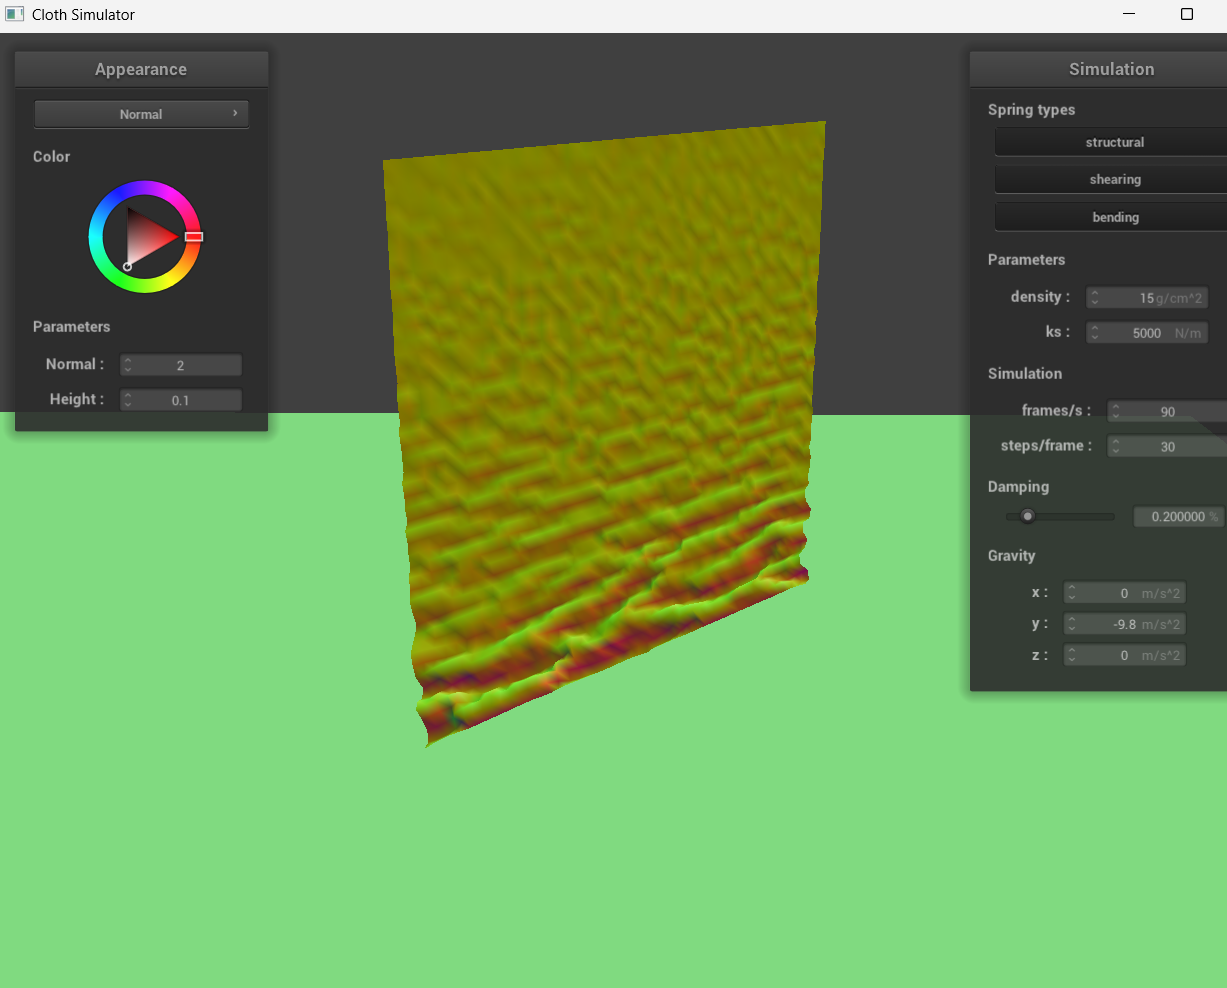 Cloth Simulator
Appearance
Normal
Color
Parameters
Normal : 2
Height : 0.1
Simulation
Spring types
structural
shearing
bending
Parameters
density : 15 g/cm^2
ks : 5000 N/m
Simulation
frames/s : 90
steps/frame : 30
Damping
0.200000 %
Gravity
x : 0 m/s^2
y : -9.8 m/s^2
z : 0 m/s^2